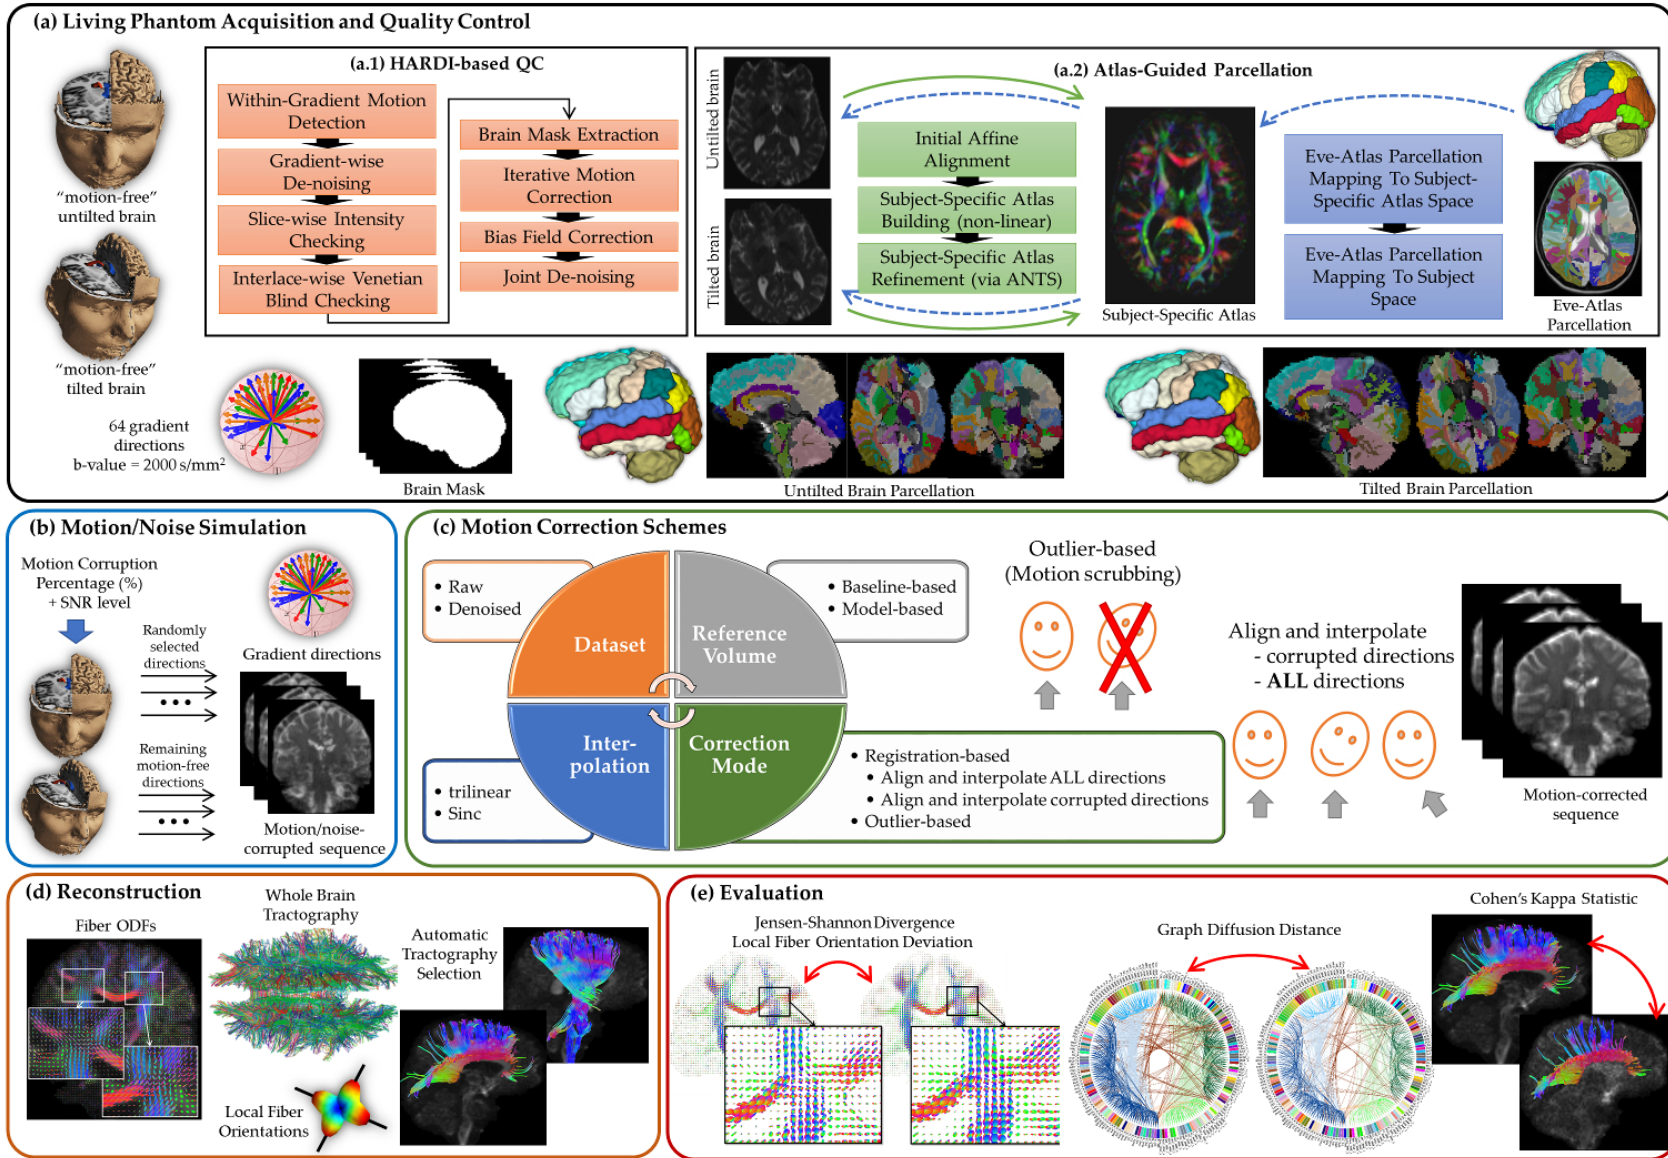 (a) Living Phantom Acquisition and Quality Control
“motion-free”
untilted brain
“motion-free”
tilted brain
(a.1) HARDI-based QC
Within-Gradient Motion
Detection
Gradient-wise
De-noising
Slice-wise Intensity
Checking
Interlace-wise Venetian
Blind Checking
Brain Mask Extraction
Iterative Motion
Correction
Bias Field Correction
Joint De-noising
(a.2) Atlas-Guided Parcellation
Untilted brain
Tilted brain
Initial Affine
Alignment
Subject-Specific Atlas
Building (non-linear)
Subject-Specific Atlas
Refinement (via ANTS)
Subject-Specific Atlas
Eve-Atlas Parcellation
Mapping To Subject-
Specific Atlas Space
Eve-Atlas Parcellation
Mapping To Subject
Space
Eve-Atlas
Parcellation
64 gradient
directions
b-value = 2000 s/mm²
Brain Mask
Untilted Brain Parcellation
Tilted Brain Parcellation
(b) Motion/Noise Simulation
Motion Corruption
Percentage (%)
+ SNR level
Randomly
selected
directions
Remaining
motion-free
directions
Gradient directions
Motion/noise-
corrupted sequence
(c) Motion Correction Schemes
• Raw
• Denoised
Dataset
Reference
Volume
• Baseline-based
• Model-based
Inter-
polation
• trilinear
• Sinc
Correction
Mode
• Registration-based
• Align and interpolate ALL directions
• Align and interpolate corrupted directions
• Outlier-based
Outlier-based
(Motion scrubbing)
Align and interpolate
- corrupted directions
- ALL directions
Motion-corrected
sequence
(d) Reconstruction
Fiber ODFs
Whole Brain
Tractography
Automatic
Tractography
Selection
Local Fiber
Orientations
(e) Evaluation
Jensen-Shannon Divergence
Local Fiber Orientation Deviation
Graph Diffusion Distance
Cohen’s Kappa Statistic